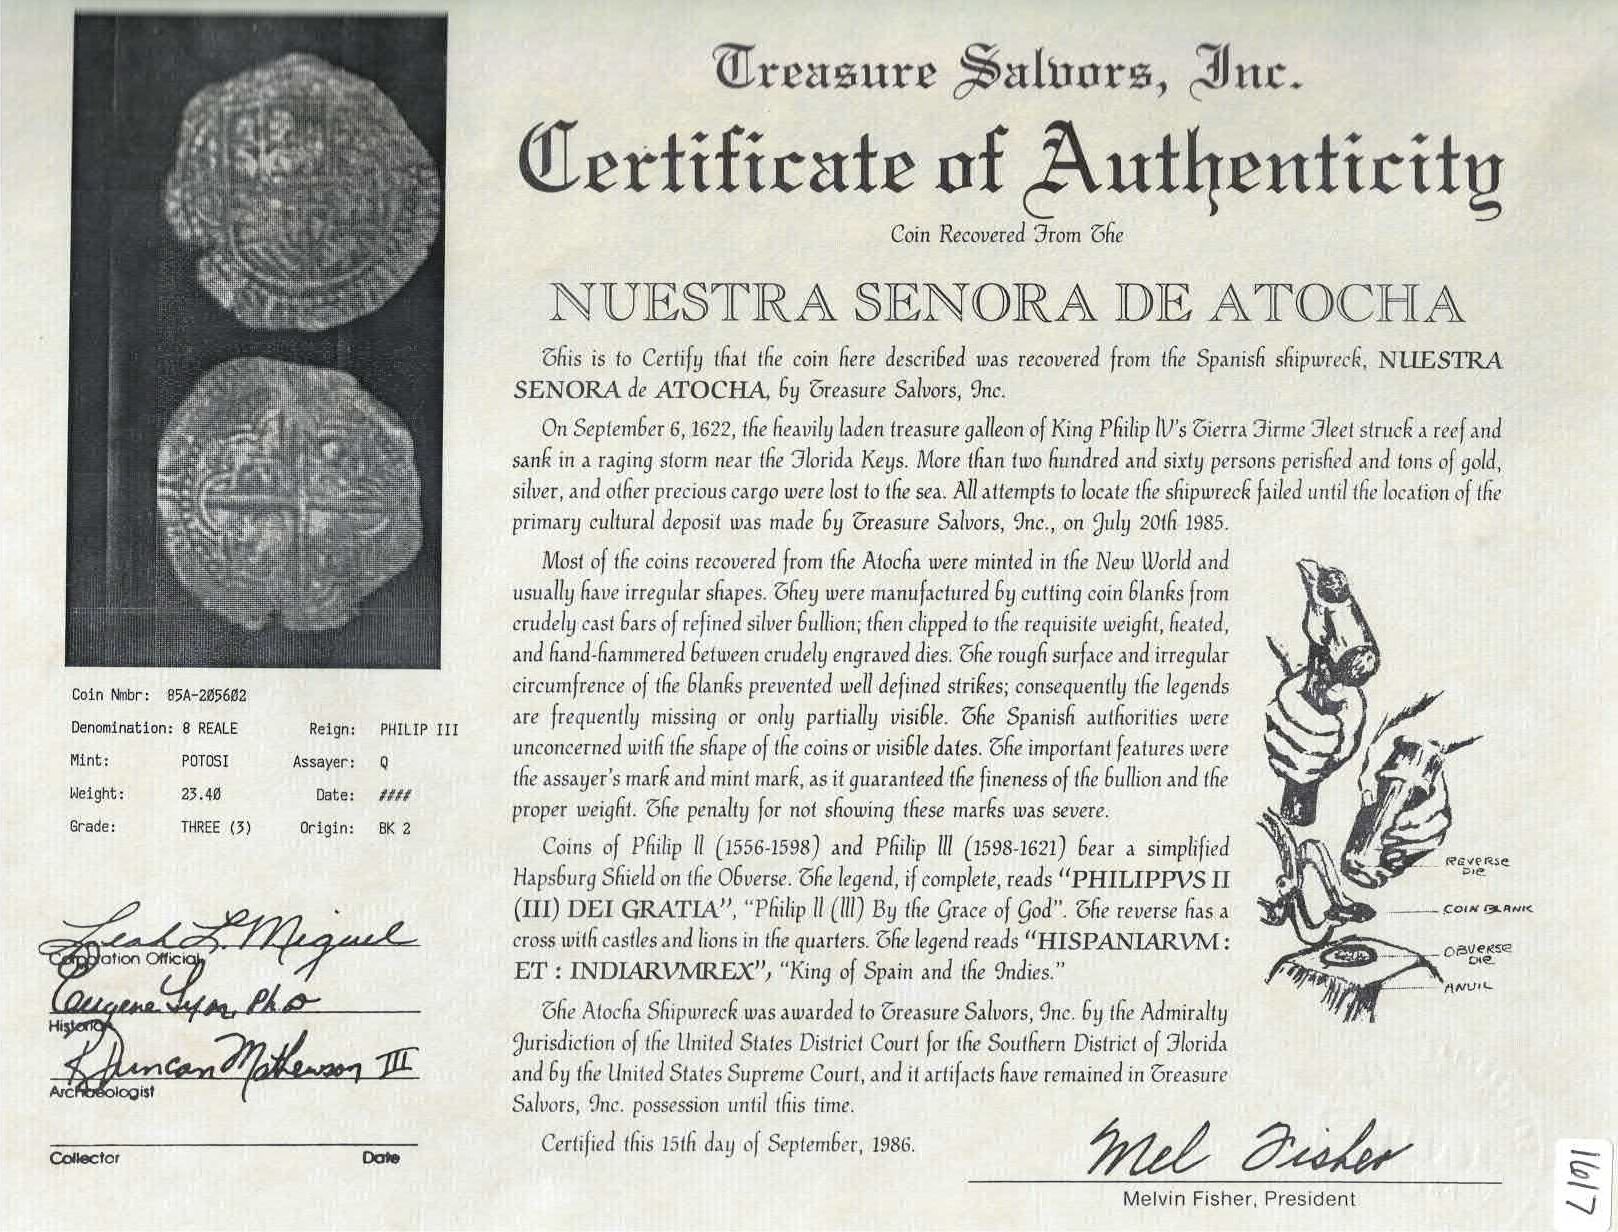 Treasure Salvors, Inc.
Certificate of Authenticity
Coin Recovered From The
NUESTRA SENORA DE ATOCHA
This is to Certify that the coin here described was recovered from the Spanish shipwreck, NUESTRA
SENORA de ATOCHA, by Treasure Salvors, Inc.
On September 6, 1622, the heavily laden treasure galleon of King Philip IV's Tierra Firme Fleet struck a reef and
sank in a raging storm near the Florida Keys. More than two hundred and sixty persons perished and tons of gold,
silver, and other precious cargo were lost to the sea. All attempts to locate the shipwreck failed until the location of the
primary cultural deposit was made by Treasure Salvors, Inc., on July 20th 1985.
Most of the coins recovered from the Atocha were minted in the New World and
usually have irregular shapes. They were manufactured by cutting coin blanks from
crudely cast bars of refined silver bullion; then clipped to the requisite weight, heated,
and hand-hammered between crudely engraved dies. The rough surface and irregular
circumfrence of the blanks prevented well defined strikes; consequently the legends
are frequently missing or only partially visible. The Spanish authorities were
unconcerned with the shape of the coins or visible dates. The important features were
the assayer's mark and mint mark, as it guaranteed the fineness of the bullion and the
proper weight. The penalty for not showing these marks was severe.
Coins of Philip II (1556-1598) and Philip III (1598-1621) bear a simplified
Hapsburg Shield on the Obverse. The legend, if complete, reads "PHILIPPVS II
(III) DEI GRATIA", "Philip II (III) By the Grace of God". The reverse has a
cross with castles and lions in the quarters. The legend reads "HISPANIARVM :
ET : INDIARVMREX", "King of Spain and the Indies."
The Atocha Shipwreck was awarded to Treasure Salvors, Inc. by the Admiralty
Jurisdiction of the United States District Court for the Southern District of Florida
and by the United States Supreme Court, and it artifacts have remained in Treasure
Salvors, Inc. possession until this time.
Certified this 15th day of September, 1986.
Mel Fisher
Melvin Fisher, President
REVERSE
DIE
COIN BLANK
OBVERSE
DIE
ANVIL
Coin Nmbr: 85A-205602
Denomination: 8 REALE Reign: PHILIP III
Mint: POTOSI Assayer: Q
Weight: 23.40 Date: ####
Grade: THREE (3) Origin: BK 2
Leah L. Miguel
Corporation Official
Eugene Lyon, Ph D
Historian
R Duncan Mathewson III
Archaeologist
Collector Date
1617